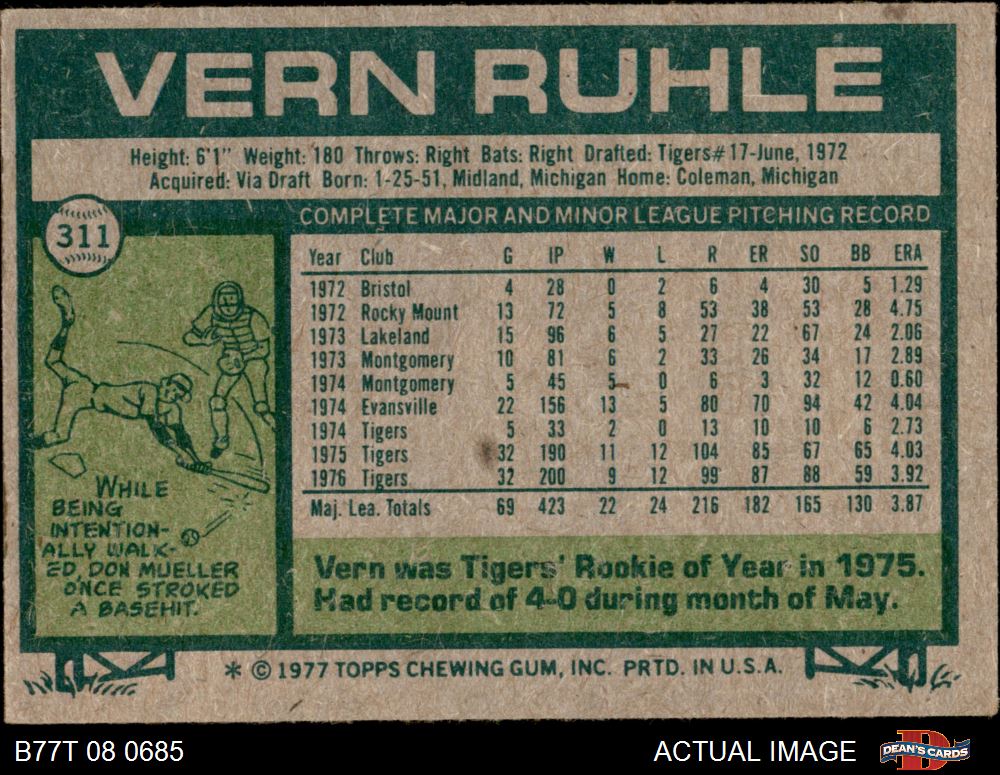 VERN RUHLE
Height: 6'1" Weight: 180 Throws: Right Bats: Right Drafted: Tigers#17-June, 1972
Acquired: Via Draft Born: 1-25-51, Midland, Michigan Home: Coleman, Michigan
311
COMPLETE MAJOR AND MINOR LEAGUE PITCHING RECORD
Year Club G IP W L R ER SO BB ERA
1972 Bristol 4 28 0 2 6 4 30 5 1.29
1972 Rocky Mount 13 72 5 8 53 38 53 28 4.75
1973 Lakeland 15 96 6 5 27 22 67 24 2.06
1973 Montgomery 10 81 6 2 33 26 34 17 2.89
1974 Montgomery 5 45 5 0 6 3 32 12 0.60
1974 Evansville 22 156 13 5 80 70 94 42 4.04
1974 Tigers 5 33 2 0 13 10 10 6 2.73
1975 Tigers 32 190 11 12 104 85 67 65 4.03
1976 Tigers 32 200 9 12 99 87 88 59 3.92
Maj. Lea. Totals 69 423 22 24 216 182 165 130 3.87
WHILE
BEING
INTENTION-
ALLY WALK-
ED, DON MUELLER
ONCE STROKED
A BASEHIT.
Vern was Tigers' Rookie of Year in 1975.
Had record of 4-0 during month of May.
* © 1977 TOPPS CHEWING GUM, INC. PRTD. IN U.S.A.
B77T 08 0685
ACTUAL IMAGE
DEAN'S CARDS